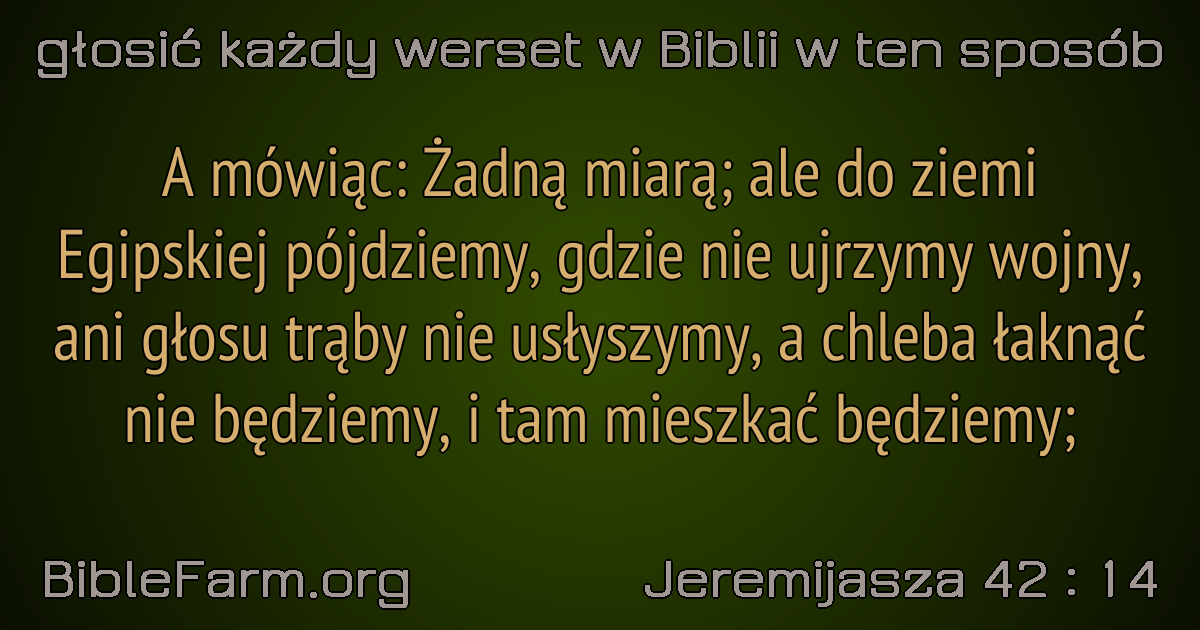 głosić każdy werset w Biblii w ten sposób
A mówiąc: Żadną miarą; ale do ziemi
Egipskiej pójdziemy, gdzie nie ujrzymy wojny,
ani głosu trąby nie usłyszymy, a chleba łaknąć
nie będziemy, i tam mieszkać będziemy;
BibleFarm.org
Jeremijasza 42 : 14